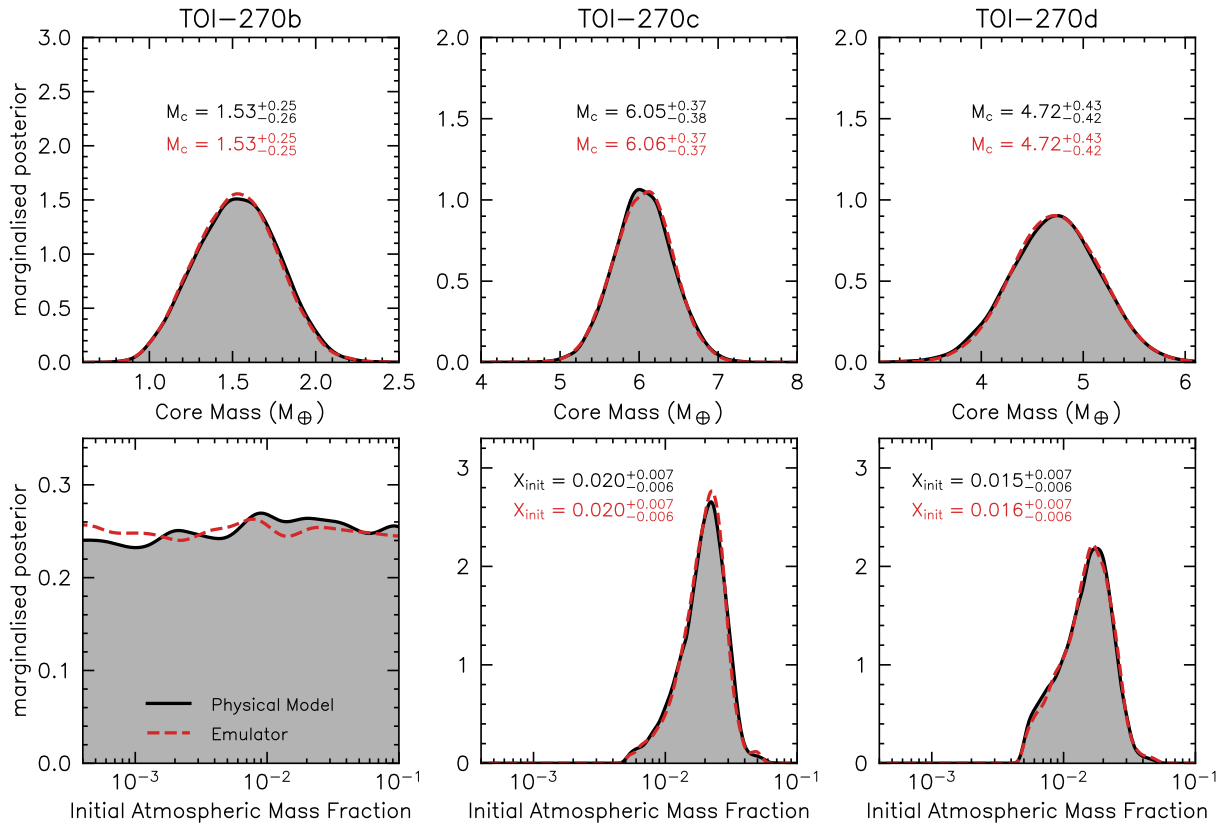 TOI-270b TOI-270c TOI-270d
marginalised posterior
3.0
2.5
2.0
1.5
1.0
0.5
0.0
M_c = 1.53^{+0.25}_{-0.26}
M_c = 1.53^{+0.25}_{-0.25}
1.0 1.5 2.0 2.5
Core Mass (M_⊕)
2.0
1.5
1.0
0.5
0.0
M_c = 6.05^{+0.37}_{-0.38}
M_c = 6.06^{+0.37}_{-0.37}
4 5 6 7 8
Core Mass (M_⊕)
2.0
1.5
1.0
0.5
0.0
M_c = 4.72^{+0.43}_{-0.42}
M_c = 4.72^{+0.43}_{-0.42}
3 4 5 6
Core Mass (M_⊕)
marginalised posterior
0.3
0.2
0.1
0.0
Physical Model
Emulator
10^{-3} 10^{-2} 10^{-1}
Initial Atmospheric Mass Fraction
3
2
1
0
X_{init} = 0.020^{+0.007}_{-0.006}
X_{init} = 0.020^{+0.007}_{-0.006}
10^{-3} 10^{-2} 10^{-1}
Initial Atmospheric Mass Fraction
3
2
1
0
X_{init} = 0.015^{+0.007}_{-0.006}
X_{init} = 0.016^{+0.007}_{-0.006}
10^{-3} 10^{-2} 10^{-1}
Initial Atmospheric Mass Fraction